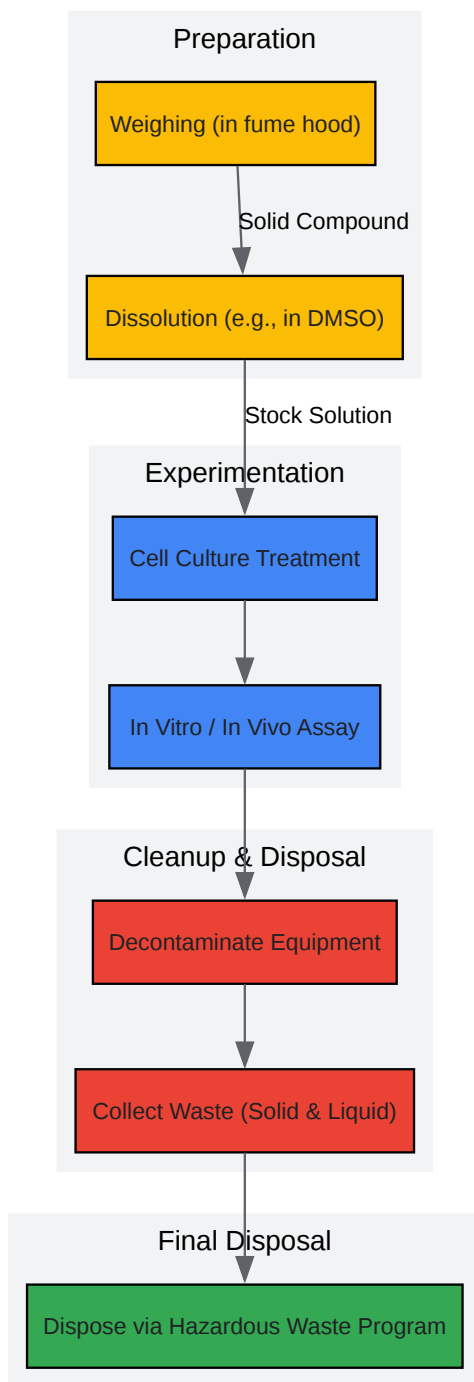 Preparation
Weighing (in fume hood)
Solid Compound
Dissolution (e.g., in DMSO)
Stock Solution
Experimentation
Cell Culture Treatment
In Vitro / In Vivo Assay
Cleanup & Disposal
Decontaminate Equipment
Collect Waste (Solid & Liquid)
Final Disposal
Dispose via Hazardous Waste Program